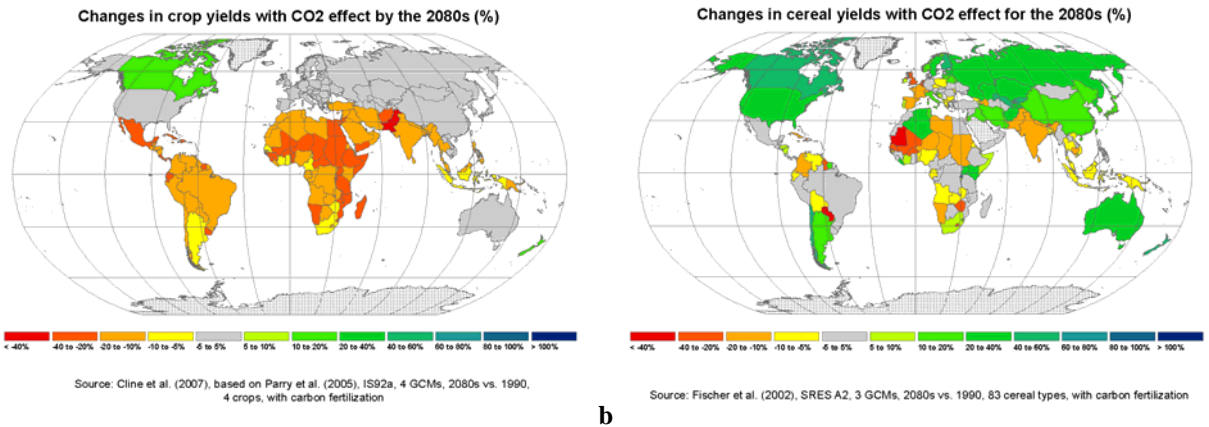 Changes in crop yields with CO2 effect by the 2080s (%)
< -40% -40 to -20% -20 to -10% -10 to -5% -5 to 5% 5 to 10% 10 to 20% 20 to 40% 40 to 60% 60 to 80% 80 to 100% > 100%
Source: Cline et al. (2007), based on Parry et al. (2005), IS92a, 4 GCMs, 2080s vs. 1990,
4 crops, with carbon fertilization
b
Changes in cereal yields with CO2 effect for the 2080s (%)
< -40% -40 to -20% -20 to -10% -10 to -5% -5 to 5% 5 to 10% 10 to 20% 20 to 40% 40 to 60% 60 to 80% 80 to 100% > 100%
Source: Fischer et al. (2002), SRES A2, 3 GCMs, 2080s vs. 1990, 83 cereal types, with carbon fertilization